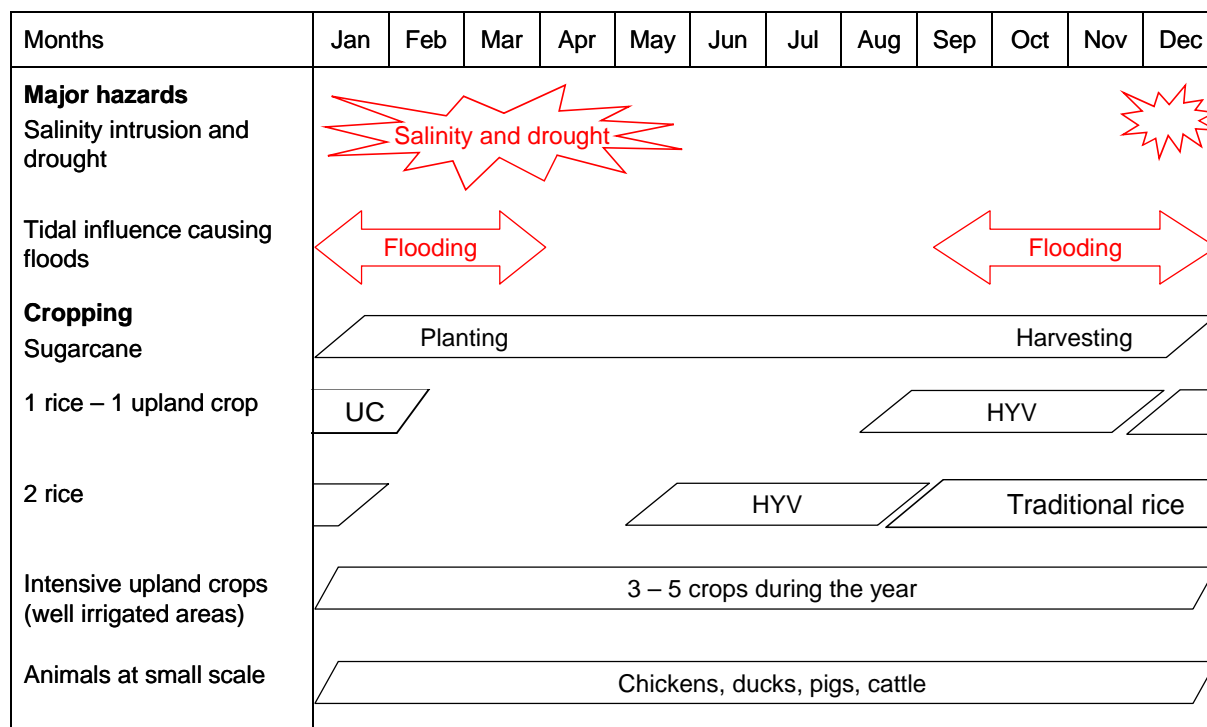 Months Jan Feb Mar Apr May Jun Jul Aug Sep Oct Nov Dec
Major hazards
Salinity intrusion and
drought
Salinity and drought
Tidal influence causing
floods
Flooding Flooding
Cropping
Sugarcane
Planting Harvesting
1 rice – 1 upland crop UC HYV
2 rice HYV Traditional rice
Intensive upland crops
(well irrigated areas)
3 – 5 crops during the year
Animals at small scale Chickens, ducks, pigs, cattle